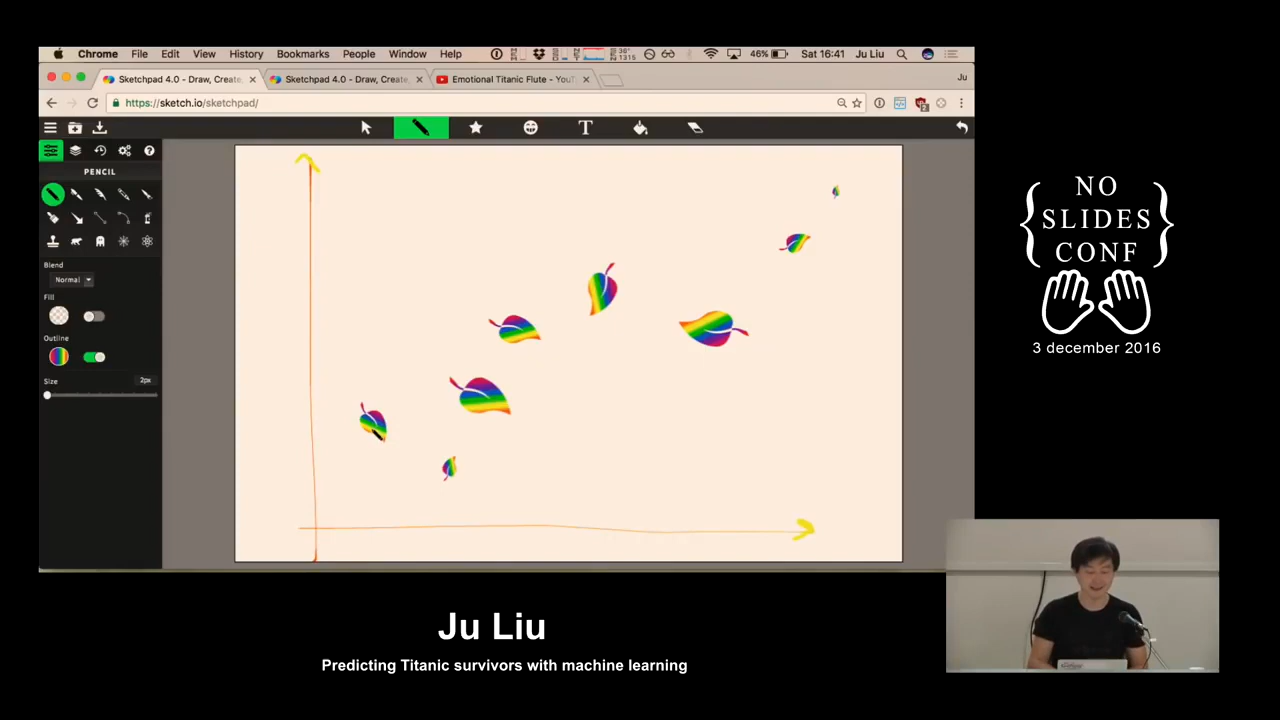 Chrome File Edit View History Bookmarks People Window Help
46% Sat 16:41 Ju Liu
Sketchpad 4.0 - Draw, Create,
Sketchpad 4.0 - Draw, Create,
Emotional Titanic Flute - YouT
Ju
https://sketch.io/sketchpad/
T
PENCIL
Blend
Normal
Fill
Outline
Size
2px
NO
SLIDES
CONF
3 december 2016
Ju Liu
Predicting Titanic survivors with machine learning